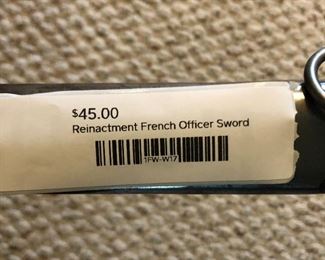 $45.00
Reinactment French Officer Sword
1FW-W17